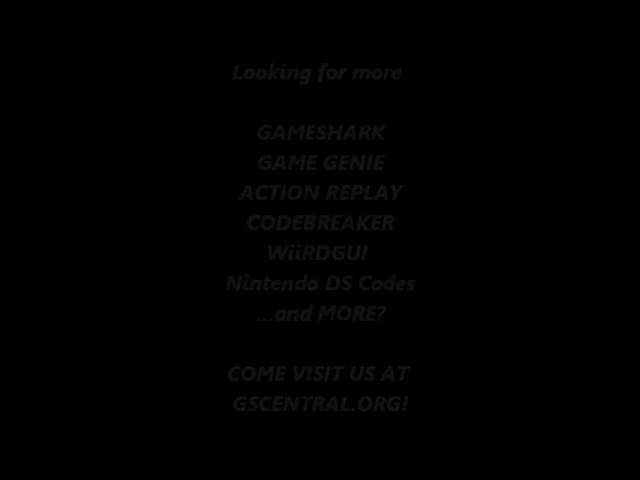 Looking for more
GAMESHARK
GAME GENIE
ACTION REPLAY
CODEBREAKER
WiiRDGUI
Nintendo DS Codes
...and MORE?
COME VISIT US AT
GSCENTRAL.ORG!